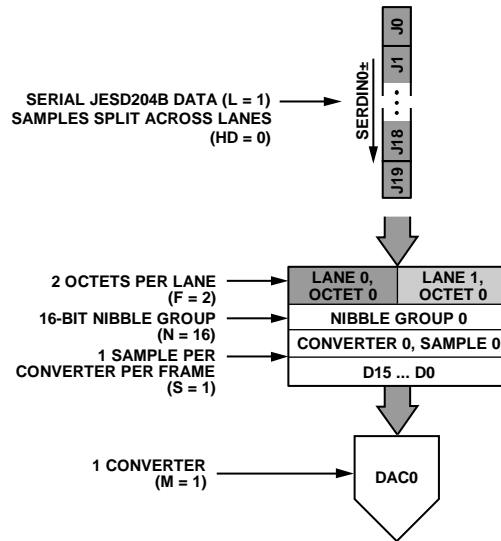 J0
J1
J18
J19
SERDIN0±
SERIAL JESD204B DATA (L = 1)
SAMPLES SPLIT ACROSS LANES
(HD = 0)
2 OCTETS PER LANE
(F = 2)
LANE 0,
OCTET 0
LANE 1,
OCTET 0
16-BIT NIBBLE GROUP
(N = 16)
NIBBLE GROUP 0
1 SAMPLE PER
CONVERTER PER FRAME
(S = 1)
CONVERTER 0, SAMPLE 0
D15 ... D0
1 CONVERTER
(M = 1)
DAC0